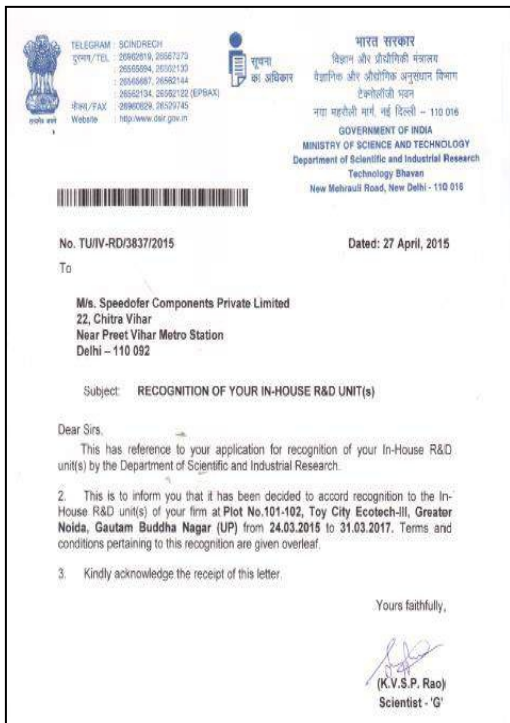 TELEGRAM : SCINDRECH
दूरभाष/TEL. : 26962819, 26567373
: 26565694, 26562133
: 26565687, 26562144
: 26562134, 26562122 (EPBAX)
फैक्स/FAX : 26960629, 26529745
Website : http:/www.dsir.gov.in
सत्यमेव जयते
सूचना
का अधिकार
भारत सरकार
विज्ञान और प्रौद्योगिकी मंत्रालय
वैज्ञानिक और औद्योगिक अनुसंधान विभाग
टेक्नोलॉजी भवन
नया महरौली मार्ग, नई दिल्ली – 110 016
GOVERNMENT OF INDIA
MINISTRY OF SCIENCE AND TECHNOLOGY
Department of Scientific and Industrial Research
Technology Bhavan
New Mehrauli Road, New Delhi - 110 016
No. TU/IV-RD/3837/2015
Dated: 27 April, 2015
To
M/s. Speedofer Components Private Limited
22, Chitra Vihar
Near Preet Vihar Metro Station
Delhi – 110 092
Subject: RECOGNITION OF YOUR IN-HOUSE R&D UNIT(s)
Dear Sirs.
This has reference to your application for recognition of your In-House R&D
unit(s) by the Department of Scientific and Industrial Research.
2. This is to inform you that it has been decided to accord recognition to the In-
House R&D unit(s) of your firm at Plot No.101-102, Toy City Ecotech-III, Greater
Noida, Gautam Buddha Nagar (UP) from 24.03.2015 to 31.03.2017. Terms and
conditions pertaining to this recognition are given overleaf.
3. Kindly acknowledge the receipt of this letter.
Yours faithfully,
(K.V.S.P. Rao)
Scientist - 'G'